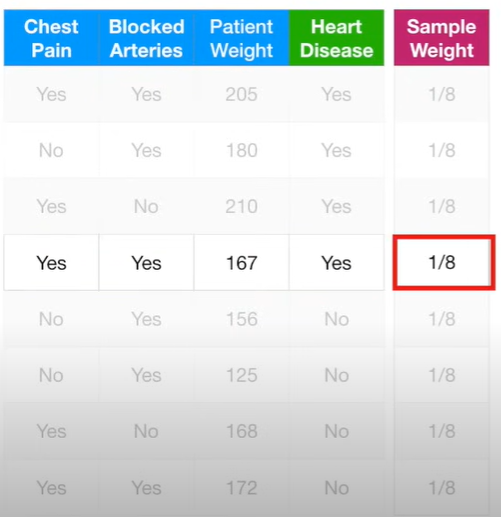 Chest Pain Blocked Arteries Patient Weight Heart Disease Sample Weight
Yes Yes 205 Yes 1/8
No Yes 180 Yes 1/8
Yes No 210 Yes 1/8
Yes Yes 167 Yes 1/8
No Yes 156 No 1/8
No Yes 125 No 1/8
Yes No 168 No 1/8
Yes Yes 172 No 1/8